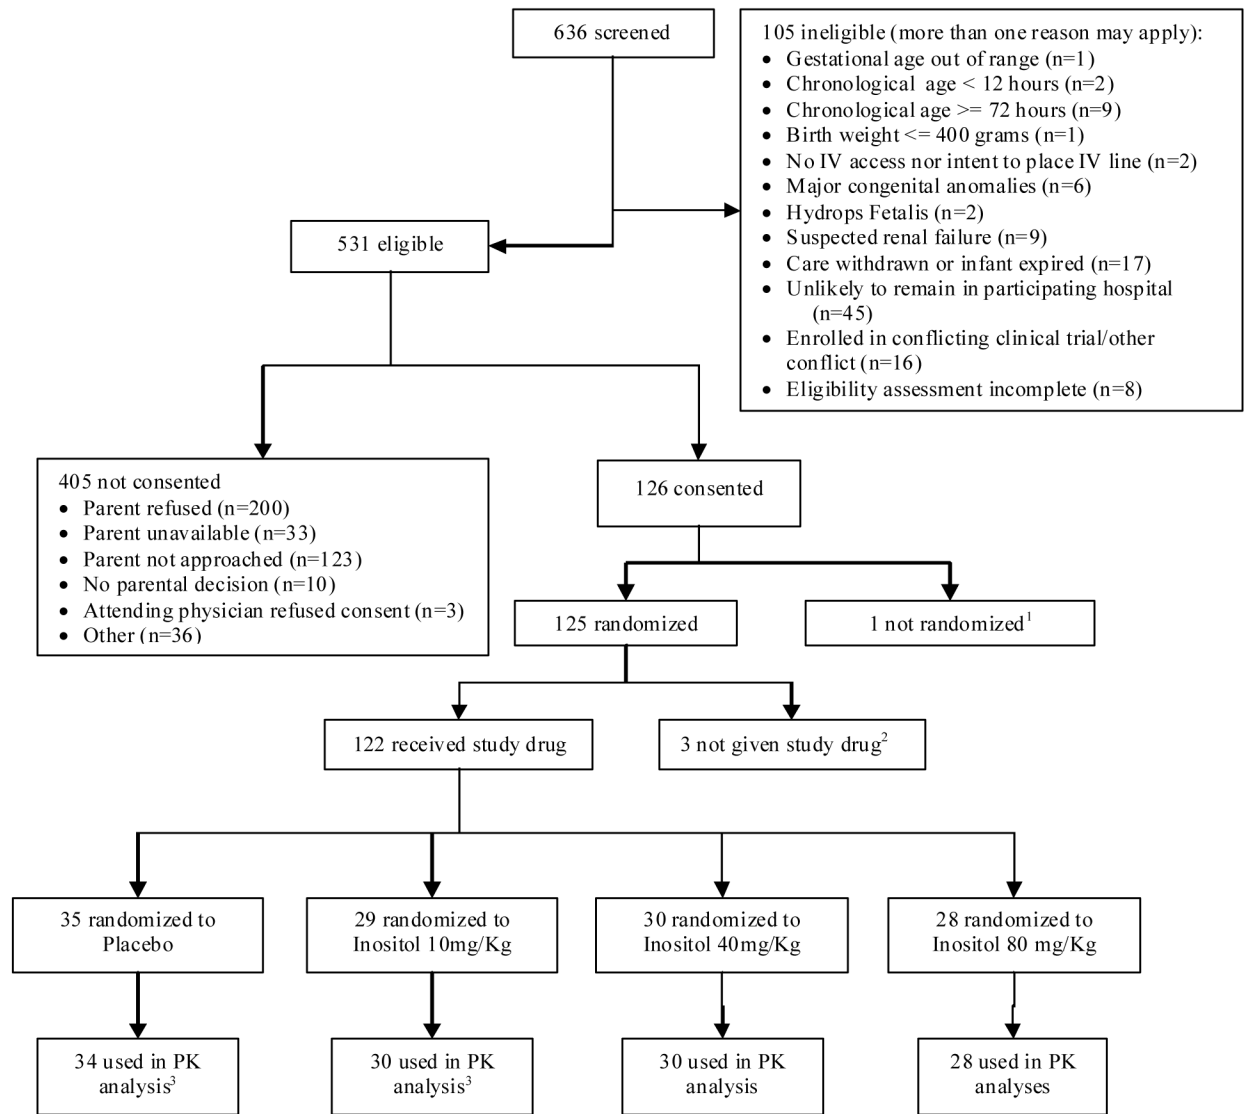 636 screened
105 ineligible (more than one reason may apply):
• Gestational age out of range (n=1)
• Chronological age < 12 hours (n=2)
• Chronological age >= 72 hours (n=9)
• Birth weight <= 400 grams (n=1)
• No IV access nor intent to place IV line (n=2)
• Major congenital anomalies (n=6)
• Hydrops Fetalis (n=2)
• Suspected renal failure (n=9)
• Care withdrawn or infant expired (n=17)
• Unlikely to remain in participating hospital
(n=45)
• Enrolled in conflicting clinical trial/other
conflict (n=16)
• Eligibility assessment incomplete (n=8)
531 eligible
405 not consented
• Parent refused (n=200)
• Parent unavailable (n=33)
• Parent not approached (n=123)
• No parental decision (n=10)
• Attending physician refused consent (n=3)
• Other (n=36)
126 consented
125 randomized
1 not randomized¹
122 received study drug
3 not given study drug²
35 randomized to
Placebo
29 randomized to
Inositol 10mg/Kg
30 randomized to
Inositol 40mg/Kg
28 randomized to
Inositol 80 mg/Kg
34 used in PK
analysis³
30 used in PK
analysis³
30 used in PK
analysis
28 used in PK
analyses